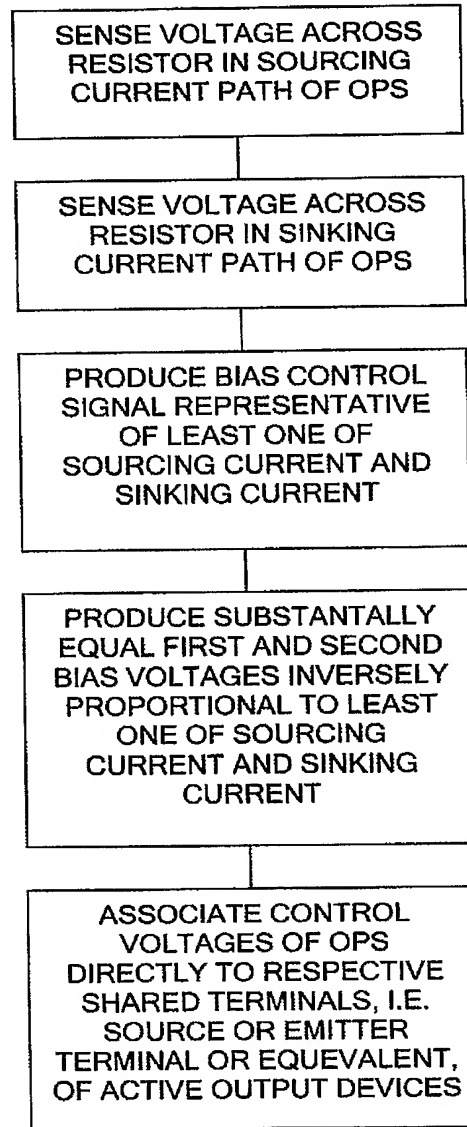 SENSE VOLTAGE ACROSS
RESISTOR IN SOURCING
CURRENT PATH OF OPS
SENSE VOLTAGE ACROSS
RESISTOR IN SINKING
CURRENT PATH OF OPS
PRODUCE BIAS CONTROL
SIGNAL REPRESENTATIVE
OF LEAST ONE OF
SOURCING CURRENT AND
SINKING CURRENT
PRODUCE SUBSTANTALLY
EQUAL FIRST AND SECOND
BIAS VOLTAGES INVERSELY
PROPORTIONAL TO LEAST
ONE OF SOURCING
CURRENT AND SINKING
CURRENT
ASSOCIATE CONTROL
VOLTAGES OF OPS
DIRECTLY TO RESPECTIVE
SHARED TERMINALS, I.E.
SOURCE OR EMITTER
TERMINAL OR EQUEVALENT,
OF ACTIVE OUTPUT DEVICES